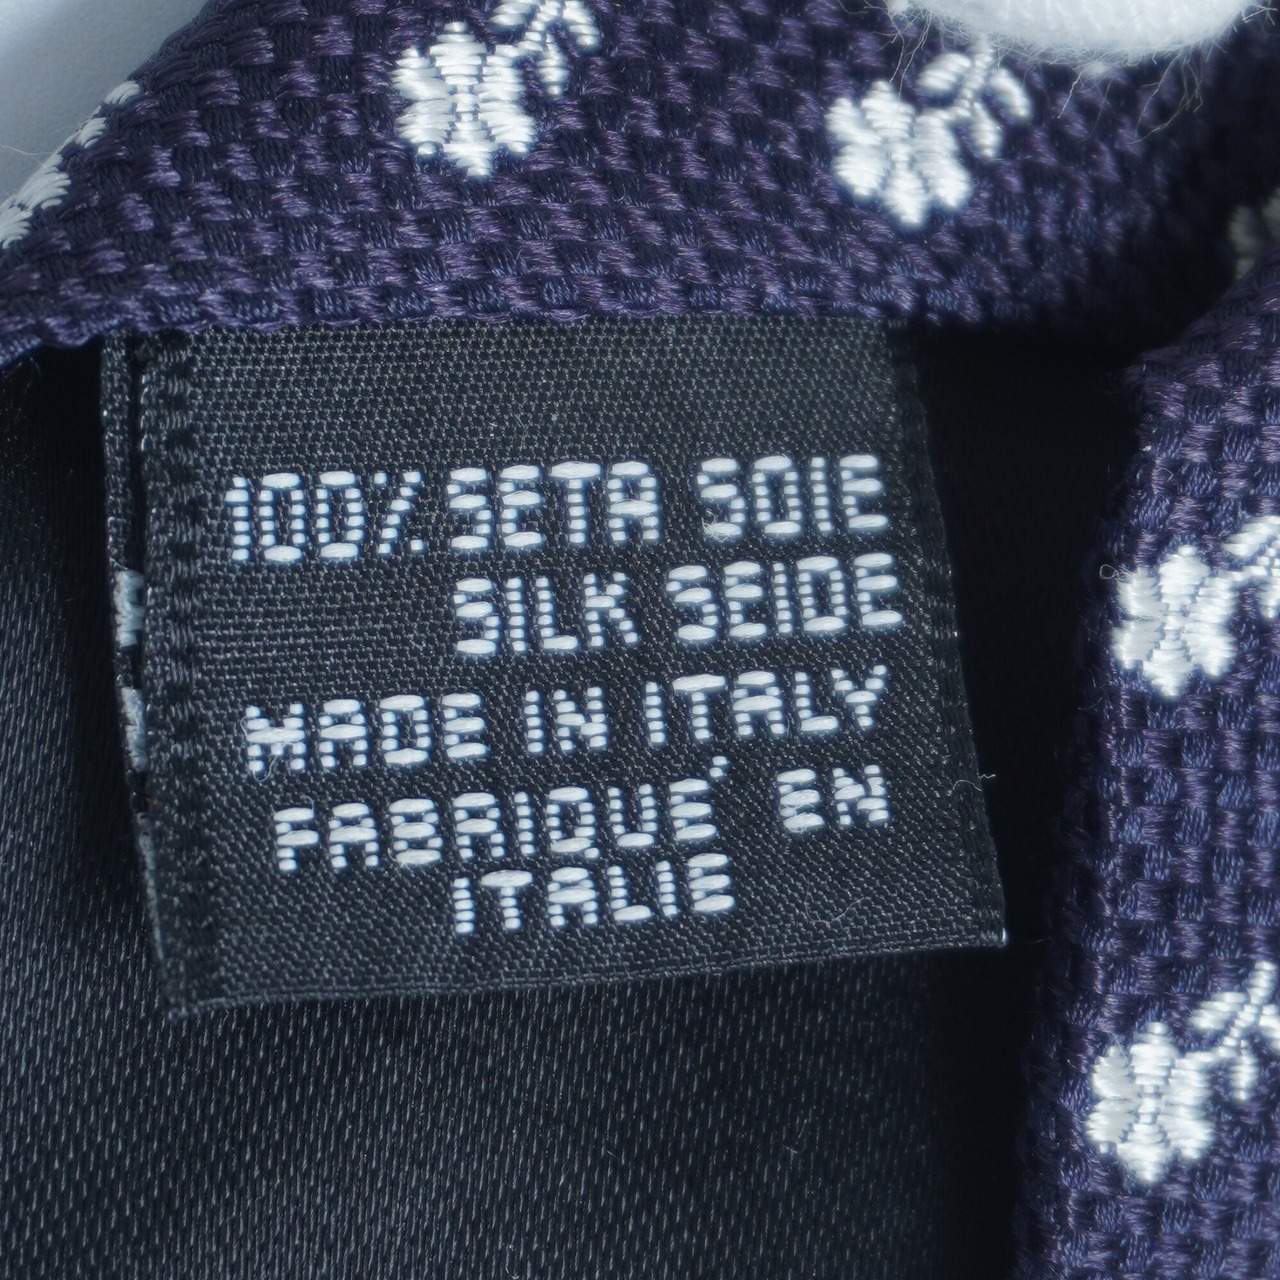 100% SETA SOIE
SILK SEIDE
MADE IN ITALY
FABRIQUE' EN
ITALIE